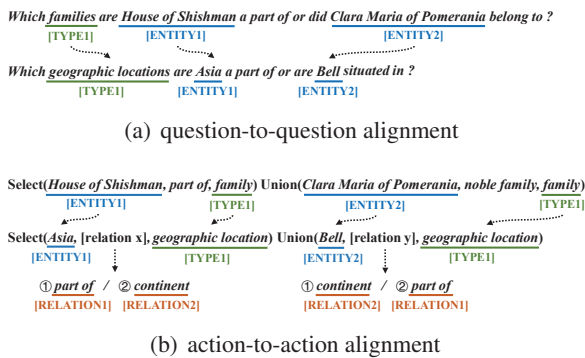 Which families are House of Shishman a part of or did Clara Maria of Pomerania belong to ?
[TYPE1] [ENTITY1] [ENTITY2]
Which geographic locations are Asia a part of or are Bell situated in ?
[TYPE1] [ENTITY1] [ENTITY2]
(a) question-to-question alignment
Select(House of Shishman, part of, family) Union(Clara Maria of Pomerania, noble family, family)
[ENTITY1] [TYPE1] [ENTITY2] [TYPE1]
Select(Asia, [relation x], geographic location) Union(Bell, [relation y], geographic location)
[ENTITY1] [TYPE1] [ENTITY2] [TYPE1]
① part of / ② continent ① continent / ② part of
[RELATION1] [RELATION2] [RELATION2] [RELATION1]
(b) action-to-action alignment